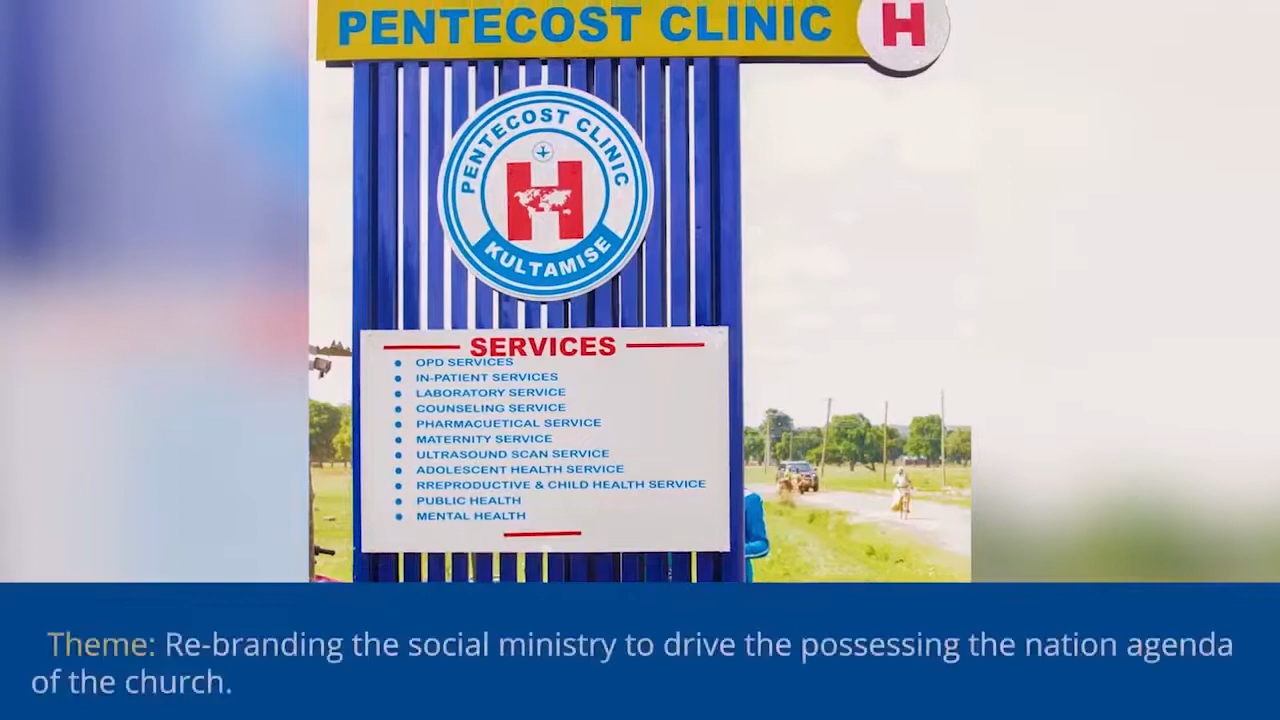 PENTECOST CLINIC H
PENTECOST CLINIC
H
KULTAMISE
SERVICES
OPD SERVICES
IN-PATIENT SERVICES
LABORATORY SERVICE
COUNSELING SERVICE
PHARMACUETICAL SERVICE
MATERNITY SERVICE
ULTRASOUND SCAN SERVICE
ADOLESCENT HEALTH SERVICE
RREPRODUCTIVE & CHILD HEALTH SERVICE
PUBLIC HEALTH
MENTAL HEALTH
Theme: Re-branding the social ministry to drive the possessing the nation agenda
of the church.